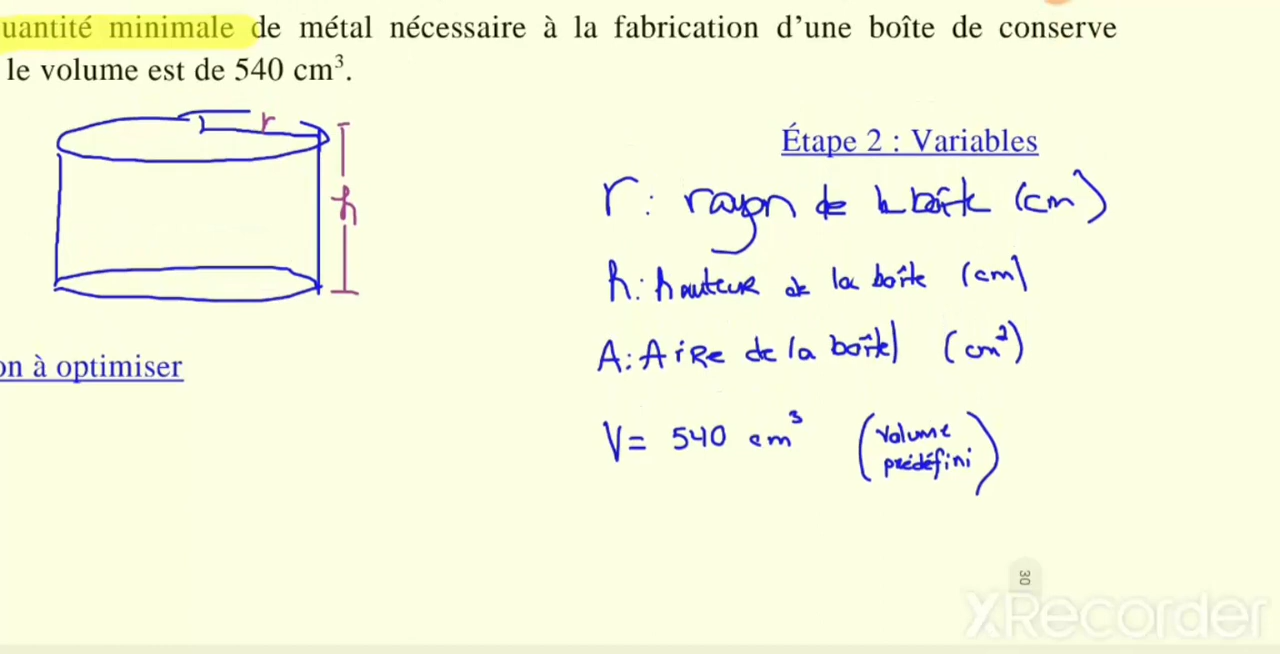 uantité minimale de métal nécessaire à la fabrication d'une boîte de conserve
le volume est de 540 cm³.
r
h
Étape 2 : Variables
r : rayon de la boîte (cm)
h : hauteur de la boîte (cm)
A : Aire de la boîte (cm²)
V = 540 cm³ (volume prédéfini)
on à optimiser
30
XRecorder